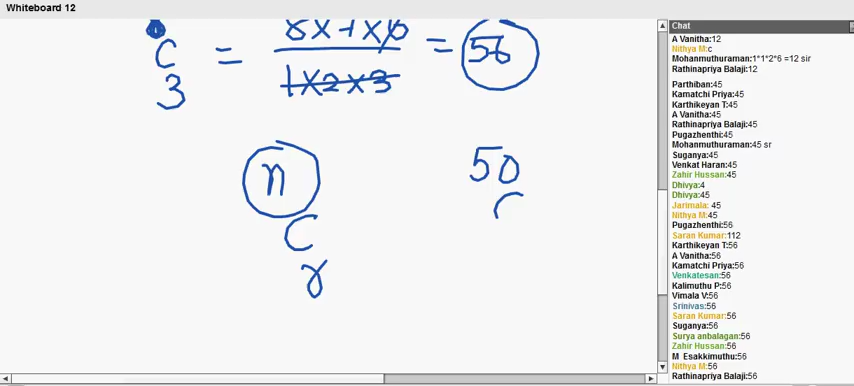 Whiteboard 12
8 x 7 x 6
C = ――― = 56
3 1 x 2 x 3
n 50
C C
r
Chat
A Vanitha:12
Nithya M:c
Mohanmuthuraman:1*1*2*6 =12 sir
Rathinapriya Balaji:12
Parthiban:45
Kamatchi Priya:45
Karthikeyan T:45
A Vanitha:45
Rathinapriya Balaji:45
Pugazhenthi:45
Mohanmuthuraman:45 sr
Suganya:45
Venkat Haran:45
Zahir Hussan:45
Dhivya:4
Dhivya:45
Jarimala: 45
Nithya M:45
Pugazhenthi:56
Saran Kumar:112
Karthikeyan T:56
A Vanitha:56
Kamatchi Priya:56
Venkatesan:56
Kalimuthu P:56
Vimala V:56
Srinivas:56
Saran Kumar:56
Suganya:56
Surya anbalagan:56
Zahir Hussan:56
M Esakkimuthu:56
Nithya M:56
Rathinapriya Balaji:56